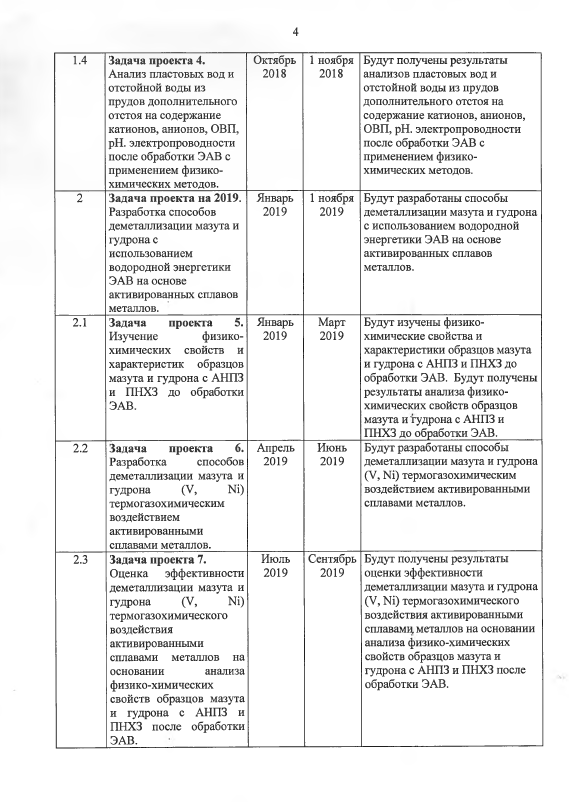 4
1.4
Задача проекта 4.
Анализ пластовых вод и
отстойной воды из
прудов дополнительного
отстоя на содержание
катионов, анионов, ОВП,
рН. электропроводности
после обработки ЭАВ с
применением физико-
химических методов.
Октябрь
2018
1 ноября
2018
Будут получены результаты
анализов пластовых вод и
отстойной воды из прудов
дополнительного отстоя на
содержание катионов, анионов,
ОВП, рН. электропроводности
после обработки ЭАВ с
применением физико-
химических методов.
2
Задача проекта на 2019.
Разработка способов
деметаллизации мазута и
гудрона с
использованием
водородной энергетики
ЭАВ на основе
активированных сплавов
металлов.
Январь
2019
1 ноября
2019
Будут разработаны способы
деметаллизации мазута и гудрона
с использованием водородной
энергетики ЭАВ на основе
активированных сплавов
металлов.
2.1
Задача проекта 5.
Изучение физико-
химических свойств и
характеристик образцов
мазута и гудрона с АНПЗ
и ПНХЗ до обработки
ЭАВ.
Январь
2019
Март
2019
Будут изучены физико-
химические свойства и
характеристики образцов мазута
и гудрона с АНПЗ и ПНХЗ до
обработки ЭАВ. Будут получены
результаты анализа физико-
химических свойств образцов
мазута и гудрона с АНПЗ и
ПНХЗ до обработки ЭАВ.
2.2
Задача проекта 6.
Разработка способов
деметаллизации мазута и
гудрона (V, Ni)
термогазохимическим
воздействием
активированными
сплавами металлов.
Апрель
2019
Июнь
2019
Будут разработаны способы
деметаллизации мазута и гудрона
(V, Ni) термогазохимическим
воздействием активированными
сплавами металлов.
2.3
Задача проекта 7.
Оценка эффективности
деметаллизации мазута и
гудрона (V, Ni)
термогазохимического
воздействия
активированными
сплавами металлов на
основании анализа
физико-химических
свойств образцов мазута
и гудрона с АНПЗ и
ПНХЗ после обработки
ЭАВ.
Июль
2019
Сентябрь
2019
Будут получены результаты
оценки эффективности
деметаллизации мазута и гудрона
(V, Ni) термогазохимического
воздействия активированными
сплавами металлов на основании
анализа физико-химических
свойств образцов мазута и
гудрона с АНПЗ и ПНХЗ после
обработки ЭАВ.